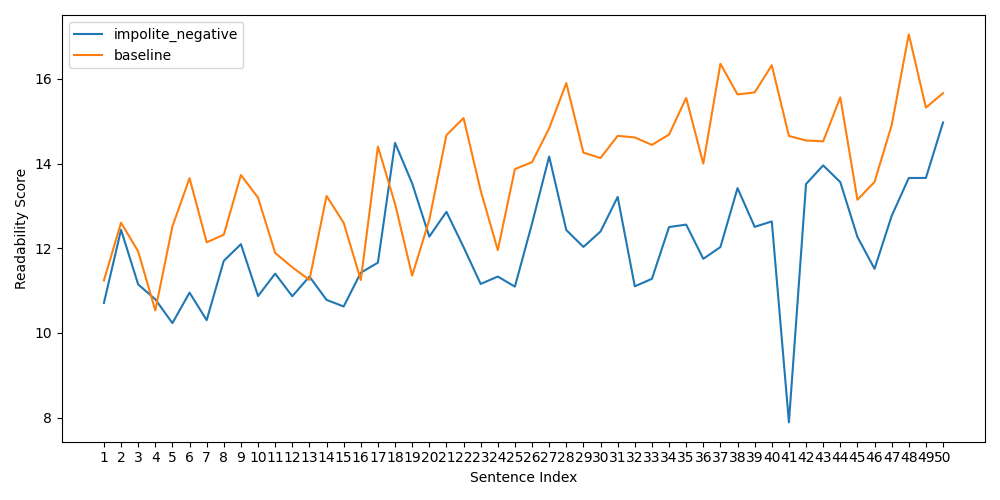 impolite_negative
baseline
Readability Score
16
14
12
10
8
1 2 3 4 5 6 7 8 9 10 11 12 13 14 15 16 17 18 19 20 21 22 23 24 25 26 27 28 29 30 31 32 33 34 35 36 37 38 39 40 41 42 43 44 45 46 47 48 49 50
Sentence Index